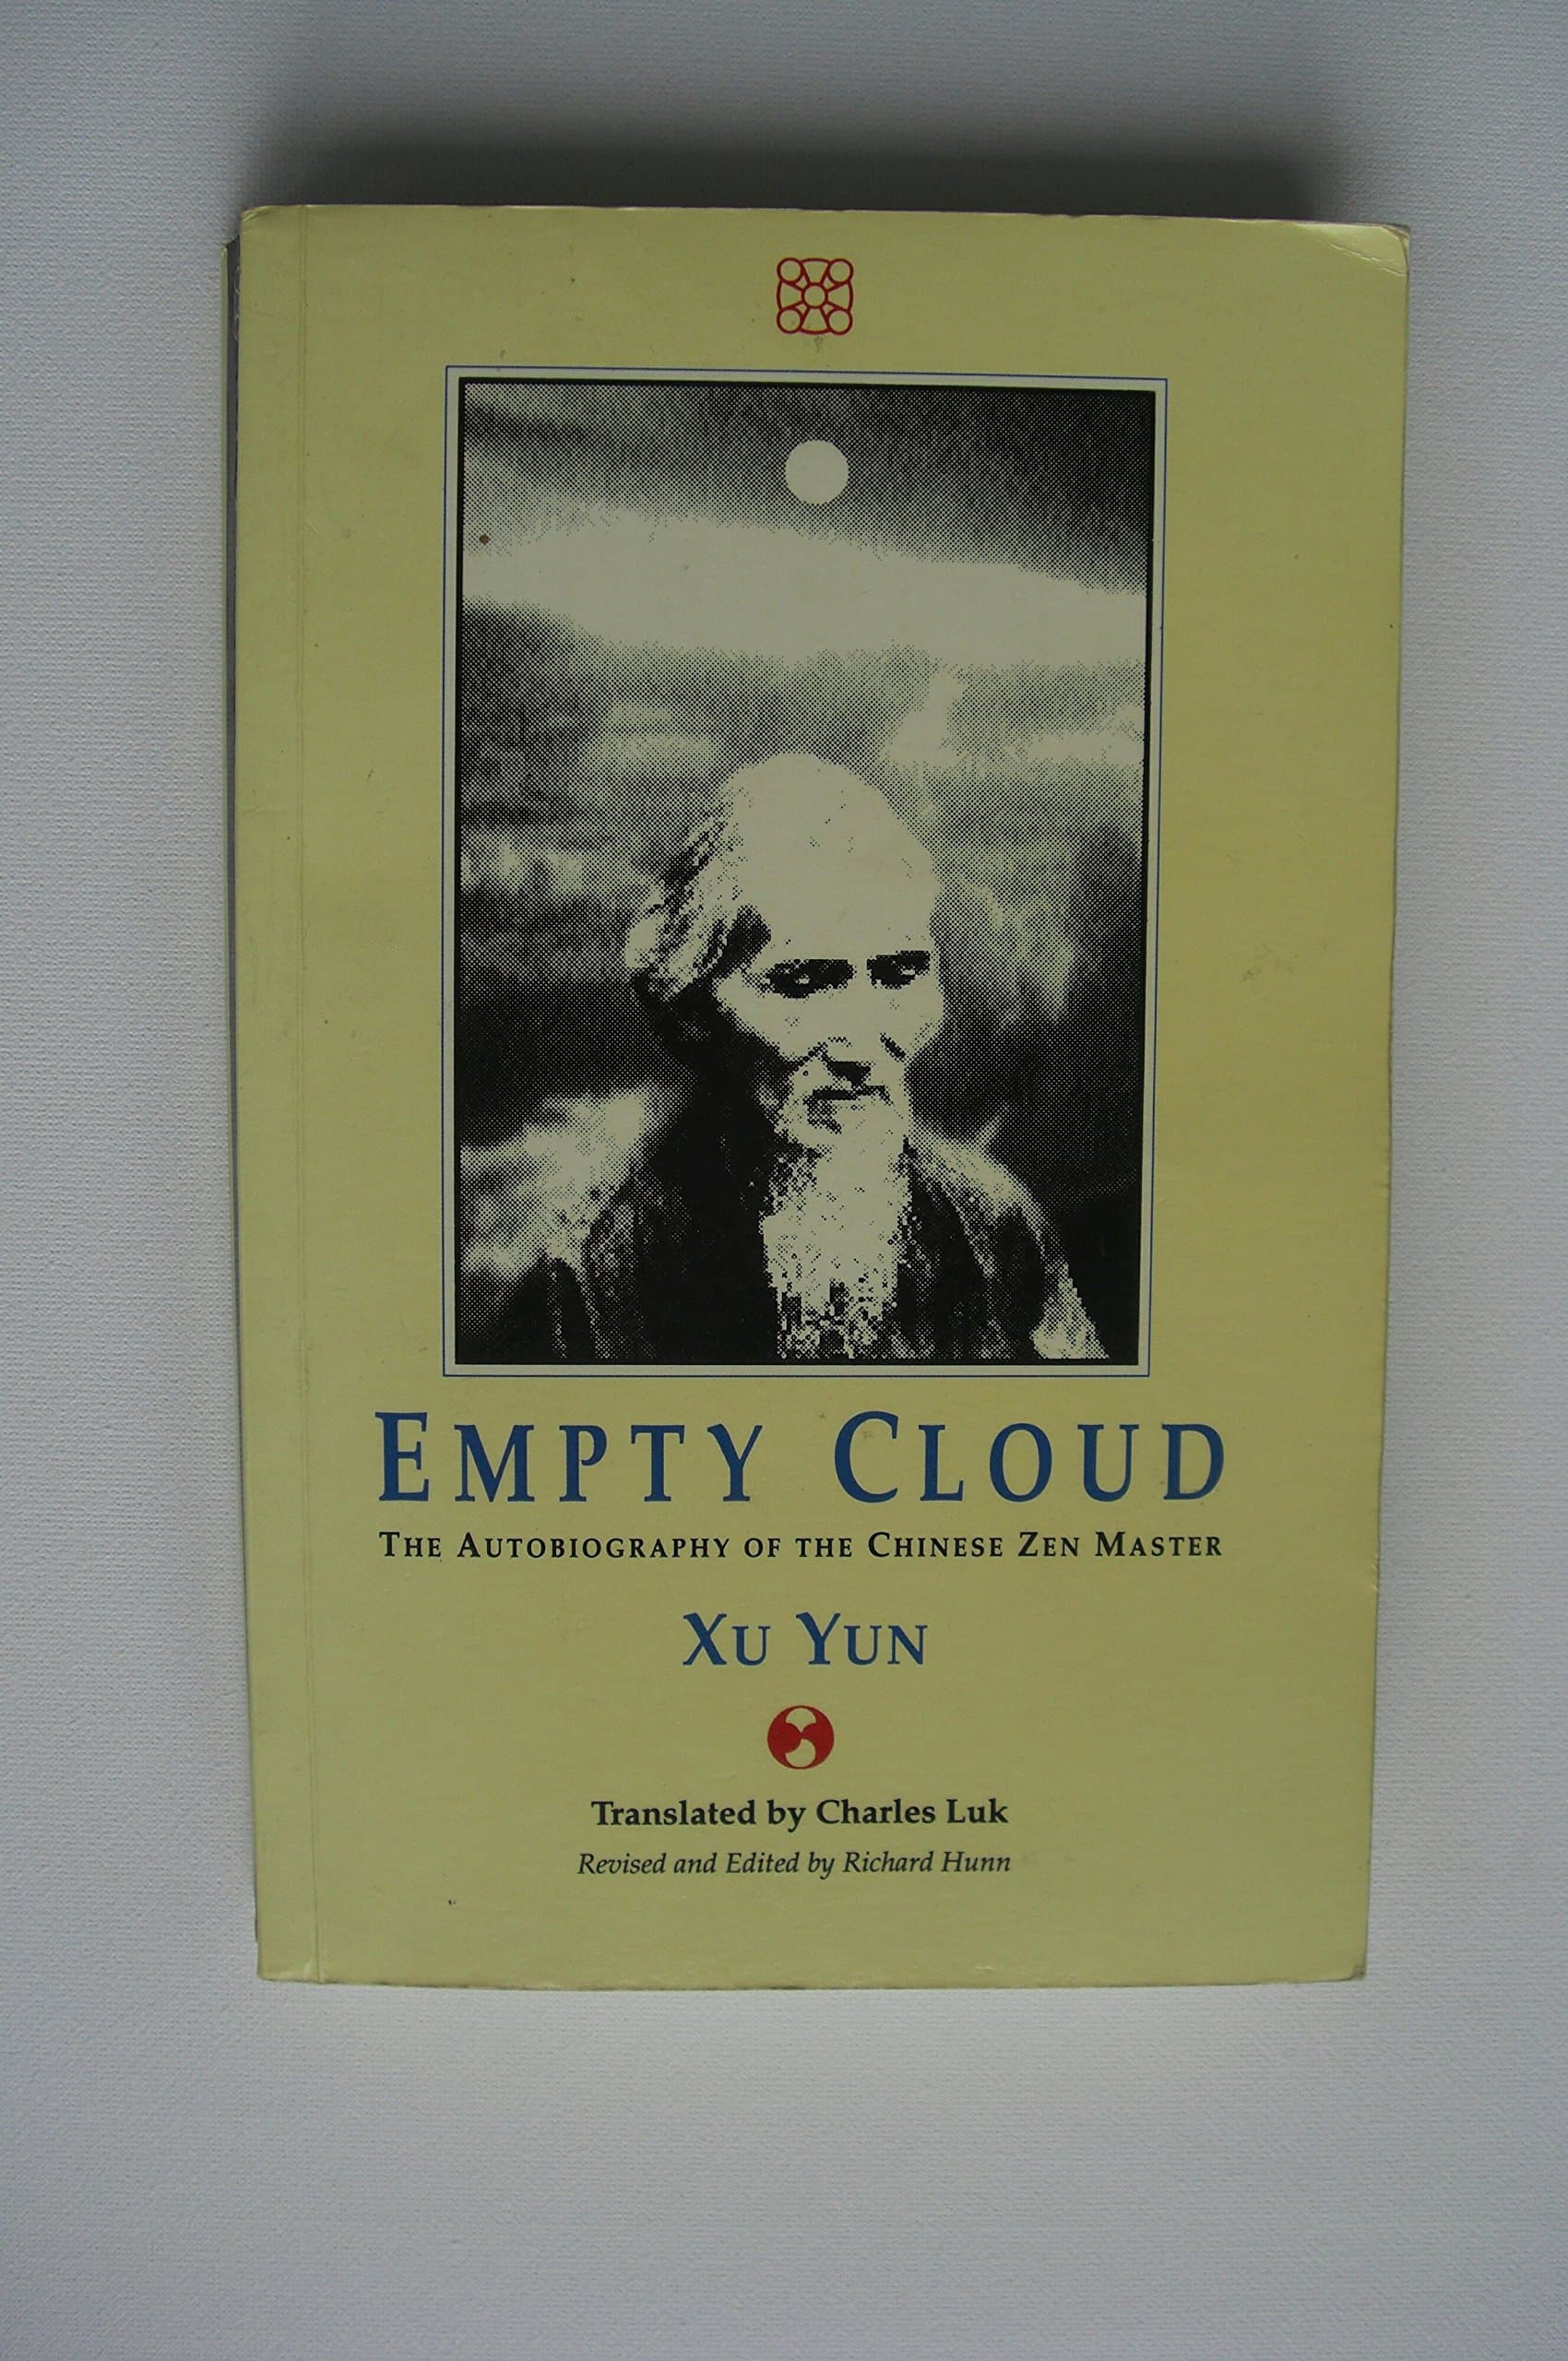 EMPTY CLOUD
THE AUTOBIOGRAPHY OF THE CHINESE ZEN MASTER
XU YUN
Translated by Charles Luk
Revised and Edited by Richard Hunn